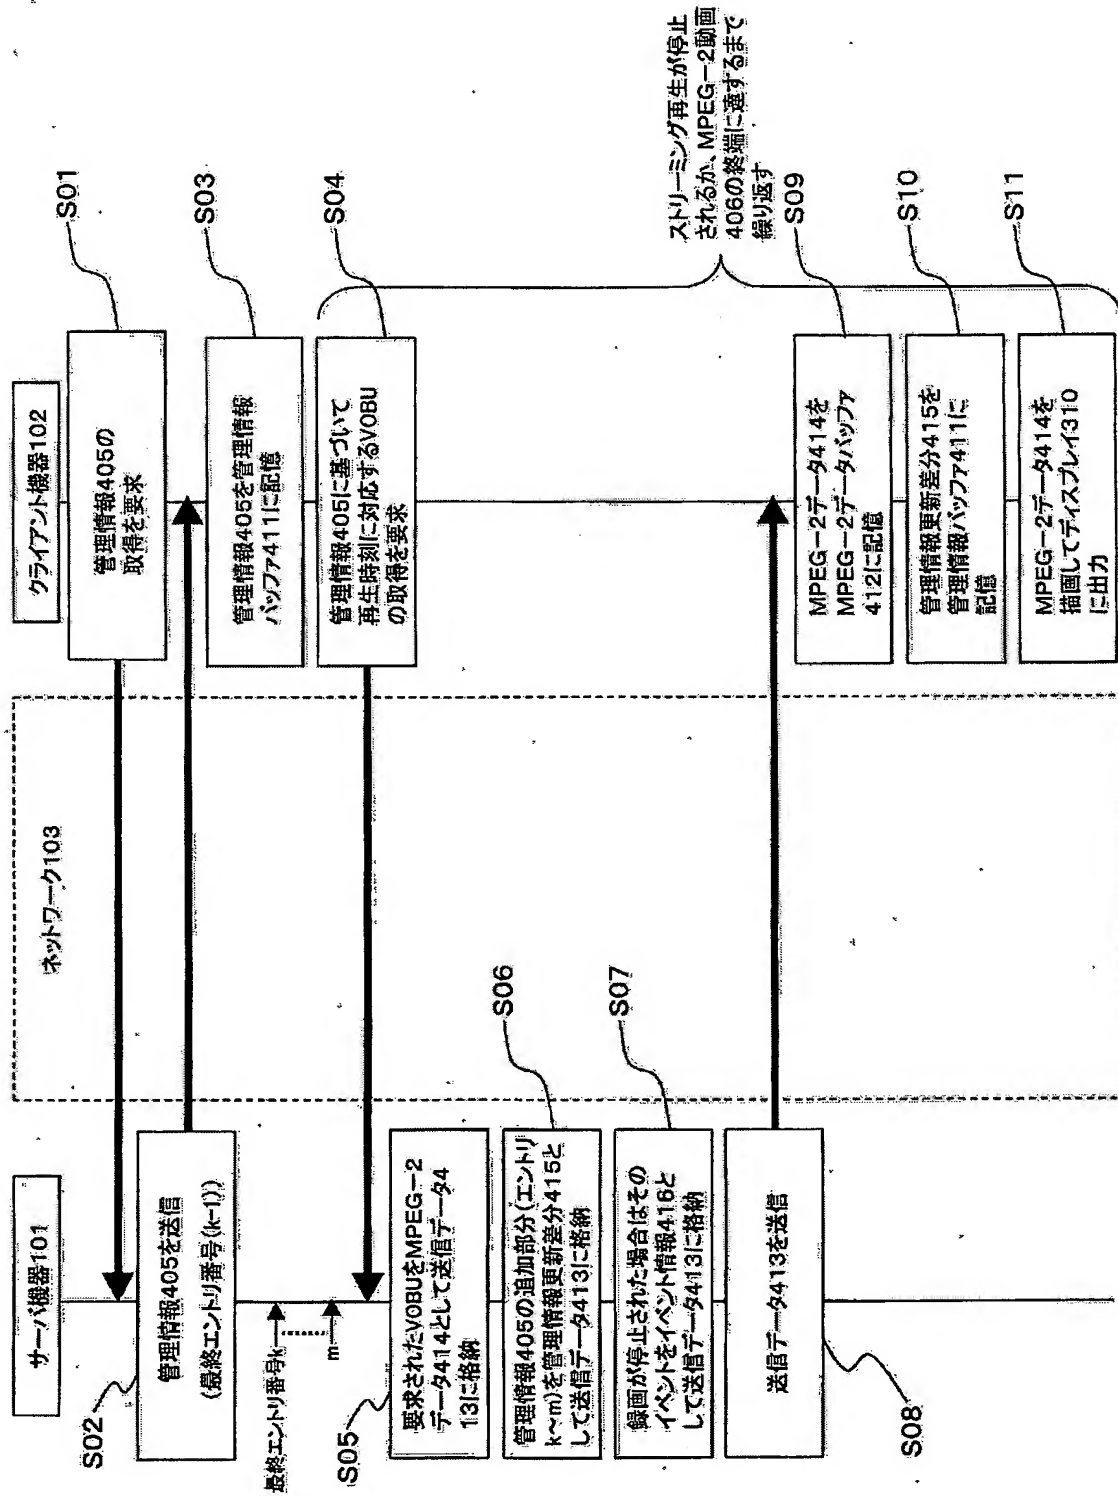 サーバ機器101
ネットワーク103
クライアント機器102
S01
管理情報405の
取得を要求
S02
管理情報405を送信
(最終エントリ番号(k-1))
S03
管理情報405を管理情報
バッファ411に記憶
最終エントリ番号k
m
S04
管理情報405に基づいて
再生時刻に対応するVOBU
の取得を要求
S05
要求されたVOBUをMPEG-2
データ414として送信データ4
13に格納
S06
管理情報405の追加部分(エントリ
k~m)を管理情報更新差分415と
して送信データ413に格納
S07
録画が停止された場合はその
イベントをイベント情報416と
して送信データ413に格納
送信データ413を送信
S08
ストリーミング再生が停止
されるか、MPEG-2動画
406の終端に達するまで
繰り返す
S09
MPEG-2データ414を
MPEG-2データバッファ
412に記憶
S10
管理情報更新差分415を
管理情報バッファ411に
記憶
S11
MPEG-2データ414を
描画してディスプレイ310
に出力